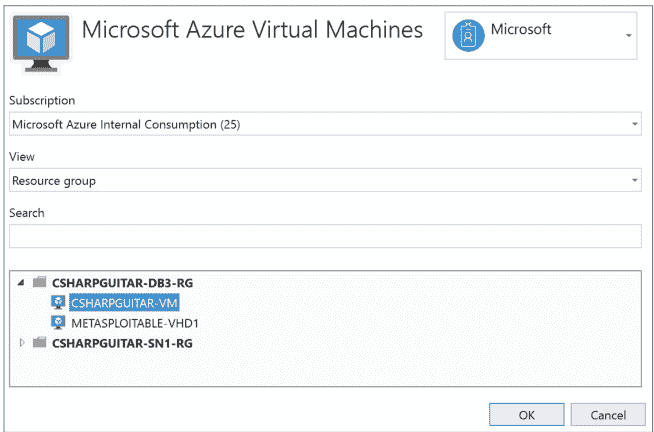 Microsoft Azure Virtual Machines
Microsoft
Subscription
Microsoft Azure Internal Consumption (25)
View
Resource group
Search
CSHARPGUITAR-DB3-RG
CSHARPGUITAR-VM
METASPLOITABLE-VHD1
CSHARPGUITAR-SN1-RG
OK Cancel